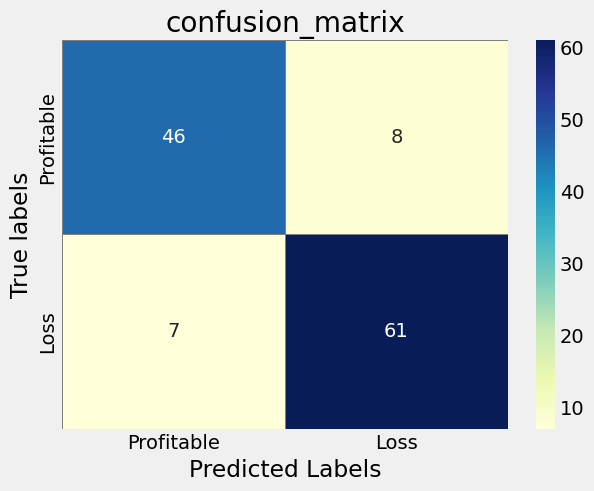 confusion_matrix
True labels
Profitable
46
8
Loss
7
61
Profitable
Loss
Predicted Labels
60
50
40
30
20
10